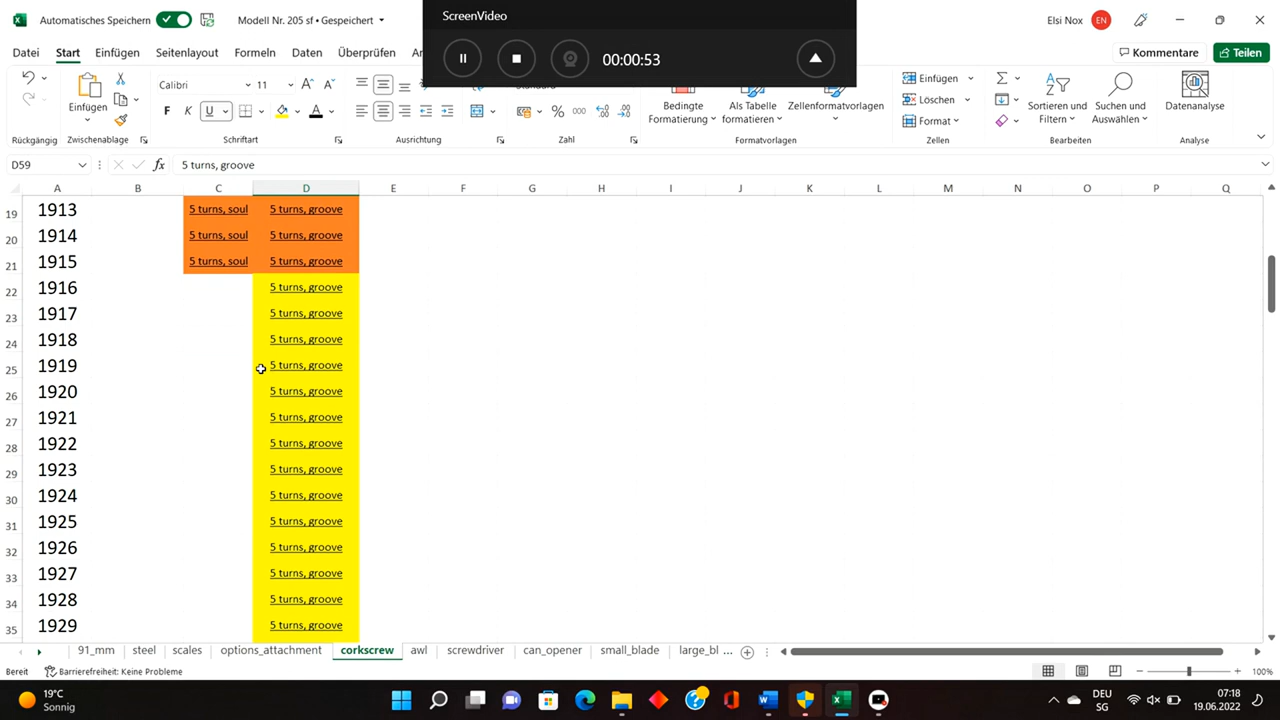 Automatisches Speichern
Modell Nr. 205 sf • Gespeichert
ScreenVideo
00:00:53
Elsi Nox EN
Datei Start Einfügen Seitenlayout Formeln Daten Überprüfen
Kommentare Teilen
Einfügen
Calibri 11
F K U
% 000
Bedingte Formatierung
Als Tabelle formatieren
Zellenformatvorlagen
Einfügen
Löschen
Format
Sortieren und Filtern
Suchen und Auswählen
Datenanalyse
Rückgängig Zwischenablage Schriftart Ausrichtung Zahl Formatvorlagen Zellen Bearbeiten Analyse
D59 fx 5 turns, groove
A B C D E F G H I J K L M N O P Q
19 1913 5 turns, soul 5 turns, groove
20 1914 5 turns, soul 5 turns, groove
21 1915 5 turns, soul 5 turns, groove
22 1916 5 turns, groove
23 1917 5 turns, groove
24 1918 5 turns, groove
25 1919 5 turns, groove
26 1920 5 turns, groove
27 1921 5 turns, groove
28 1922 5 turns, groove
29 1923 5 turns, groove
30 1924 5 turns, groove
31 1925 5 turns, groove
32 1926 5 turns, groove
33 1927 5 turns, groove
34 1928 5 turns, groove
35 1929 5 turns, groove
91_mm steel scales options_attachment corkscrew awl screwdriver can_opener small_blade large_bl ...
Bereit Barrierefreiheit: Keine Probleme 100%
19°C
Sonnig
DEU
SG
07:18
19.06.2022